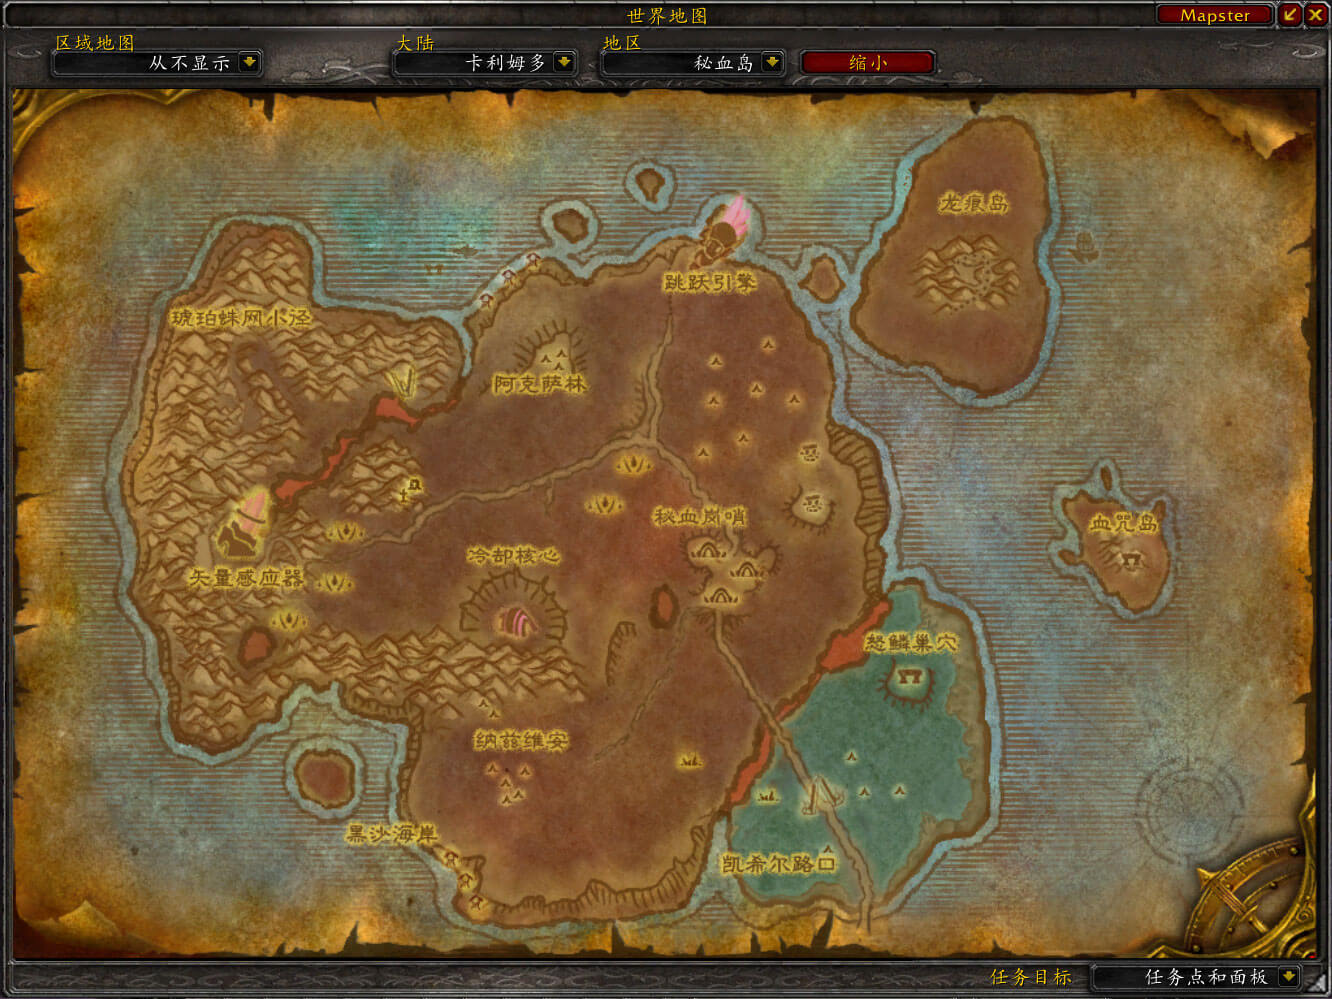 世界地图
Mapster
区域地图
大陆
地区
从不显示
卡利姆多
秘血岛
缩小
龙痕岛
跳跃引擎
琥珀蛛网小径
阿克萨林
秘血岗哨
血咒岛
冷却核心
矢量感应器
怒鳞巢穴
纳兹维安
黑沙海岸
凯希尔路口
任务目标
任务点和面板